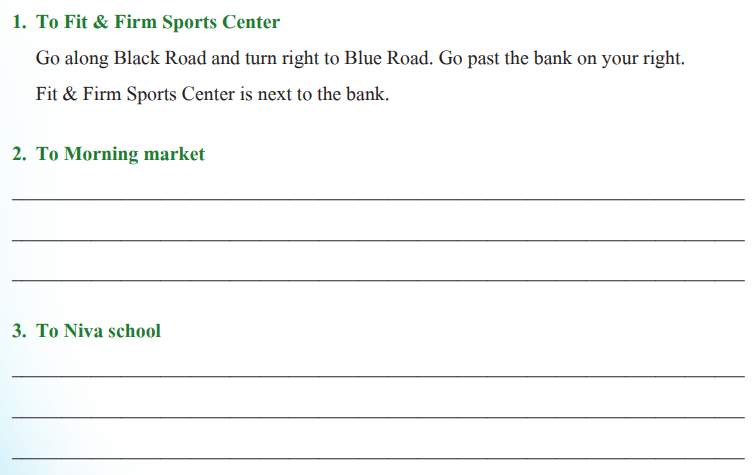 1. To Fit & Firm Sports Center
Go along Black Road and turn right to Blue Road. Go past the bank on your right.
Fit & Firm Sports Center is next to the bank.
2. To Morning market
3. To Niva school